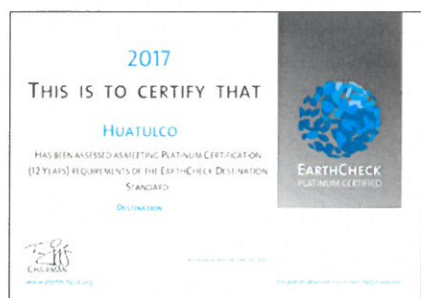 2017
THIS IS TO CERTIFY THAT
HUATULCO
HAS BEEN ASSESSED AS MEETING PLATINUM CERTIFICATION
(12 YEARS) REQUIREMENTS OF THE EARTHCHECK DESTINATION
STANDARD
DESTINATION
EARTHCHECK
PLATINUM CERTIFIED
CHAIRMAN